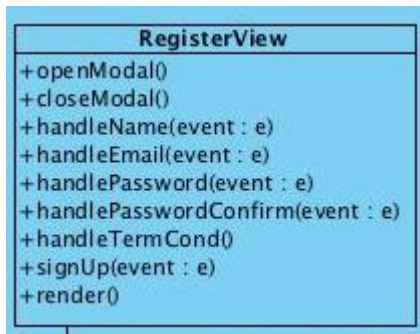 RegisterView
+openModal()
+closeModal()
+handleName(event : e)
+handleEmail(event : e)
+handlePassword(event : e)
+handlePasswordConfirm(event : e)
+handleTermCond()
+signUp(event : e)
+render()